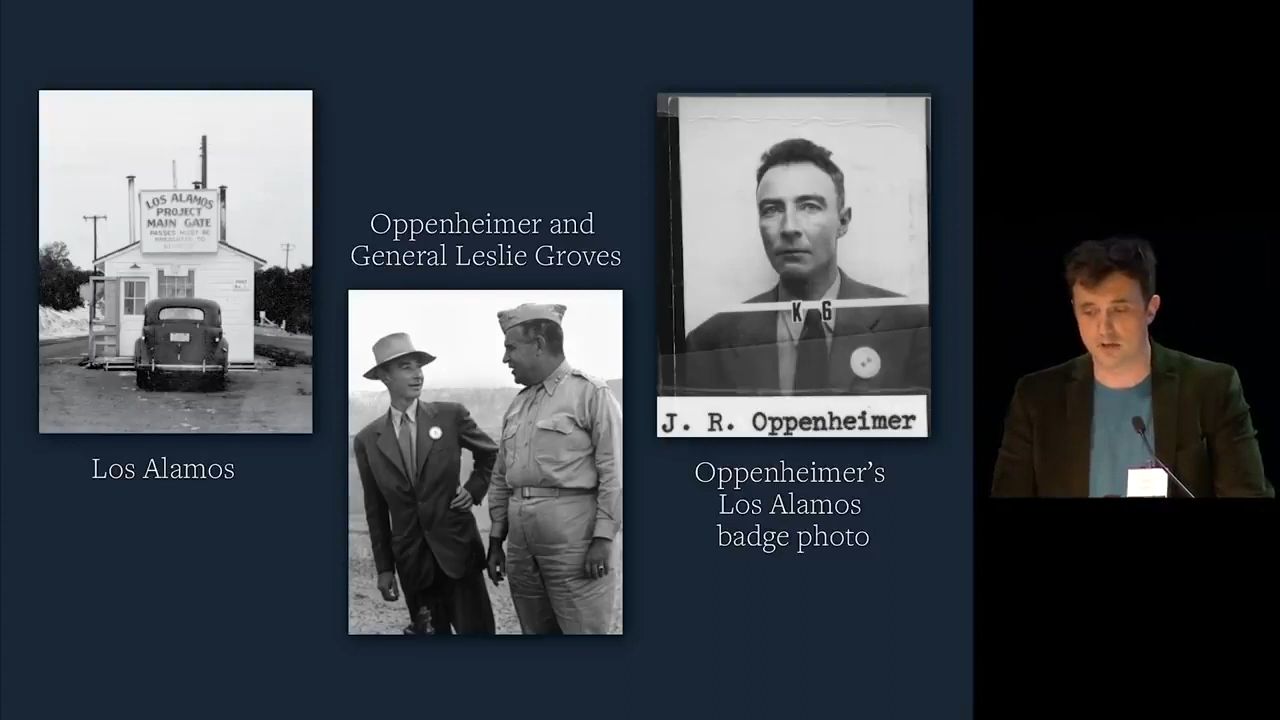 LOS ALAMOS
PROJECT
MAIN GATE
PASSES MUST BE
PRESENTED TO
Los Alamos
Oppenheimer and
General Leslie Groves
K 6
J. R. Oppenheimer
Oppenheimer’s
Los Alamos
badge photo